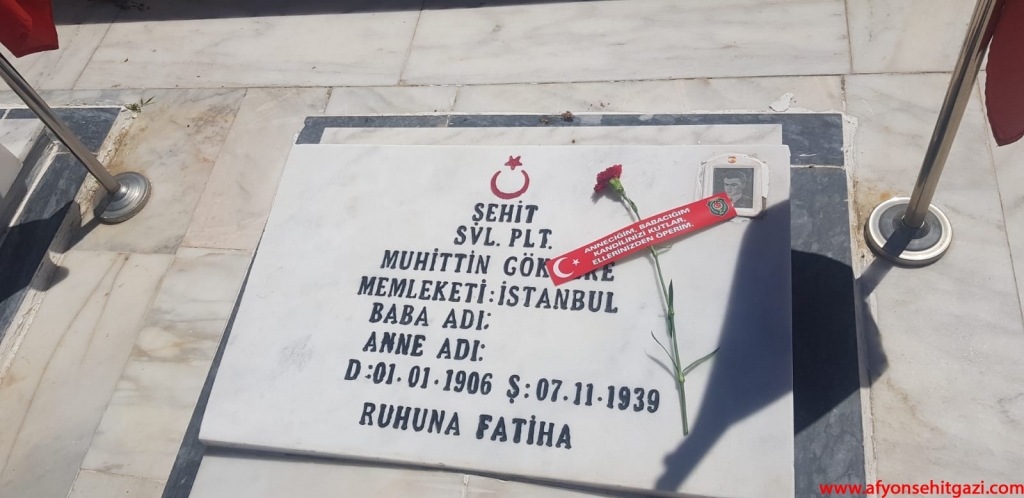 ŞEHİT
SVL. PLT.
MUHİTTİN
MEMLEKETİ:İSTANBUL
BABA ADI:
ANNE ADI:
D:01.01.1906 Ş:07.11.1939
RUHUNA FATİHA
ANNECİĞİM, BABACIĞIM
KANDİLİNİZİ KUTLAR,
ELLERİNİZDEN ÖPERİM.
www.afyonsehitgazi.com